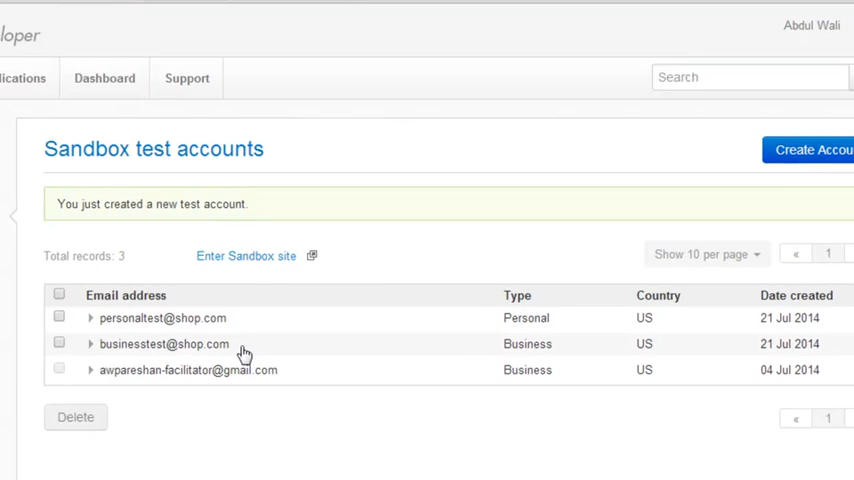 loper
Abdul Wali
lications Dashboard Support Search
Sandbox test accounts
Create Accou
You just created a new test account.
Total records: 3 Enter Sandbox site Show 10 per page « 1
Email address Type Country Date created
personaltest@shop.com Personal US 21 Jul 2014
businesstest@shop.com Business US 21 Jul 2014
awpareshan-facilitator@gmail.com Business US 04 Jul 2014
Delete « 1